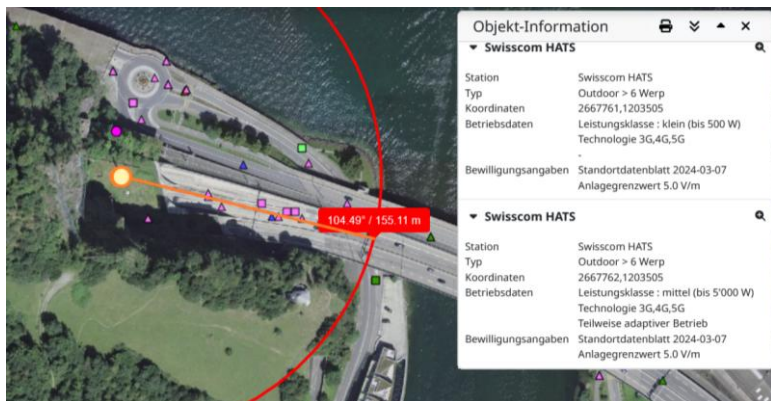 Objekt-Information
Swisscom HATS
Station Swisscom HATS
Typ Outdoor > 6 Werp
Koordinaten 2667761,1203505
Betriebsdaten Leistungsklasse : klein (bis 500 W)
Technologie 3G,4G,5G
-
Bewilligungsangaben Standortdatenblatt 2024-03-07
Anlagegrenzwert 5.0 V/m
Swisscom HATS
Station Swisscom HATS
Typ Outdoor > 6 Werp
Koordinaten 2667762,1203505
Betriebsdaten Leistungsklasse : mittel (bis 5'000 W)
Technologie 3G,4G,5G
Teilweise adaptiver Betrieb
Bewilligungsangaben Standortdatenblatt 2024-03-07
Anlagegrenzwert 5.0 V/m
104.49° / 155.11 m